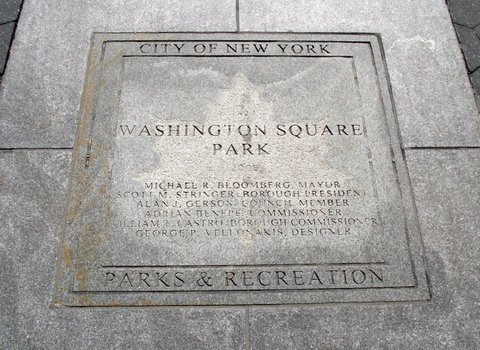 CITY OF NEW YORK
WASHINGTON SQUARE
PARK
MICHAEL R. BLOOMBERG, MAYOR
SCOTT M. STRINGER, BOROUGH PRESIDENT
ALAN J. GERSON, COUNCIL MEMBER
ADRIAN BENEPE, COMMISSIONER
WILLIAM T. CASTRO, BOROUGH COMMISSIONER
GEORGE P. VELLONAKIS, DESIGNER
PARKS & RECREATION